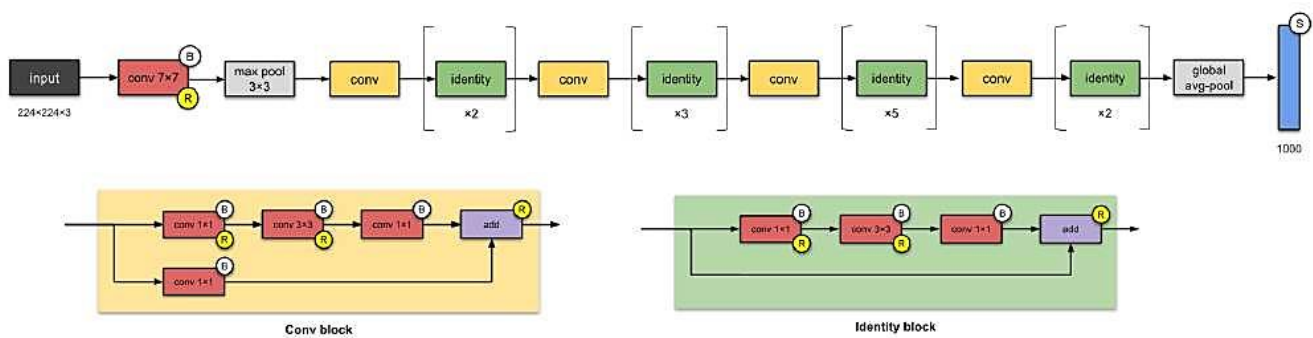 S
B
input
conv 7×7
max pool
3×3
conv
identity
conv
identity
conv
identity
conv
identity
global
avg-pool
R
224×224×3
×2
×3
×5
×2
1000
B
B
B
R
conv 1×1
conv 3×3
conv 1×1
add
R
R
B
conv 1×1
Conv block
B
B
B
R
conv 1×1
conv 3×3
conv 1×1
add
R
R
Identity block